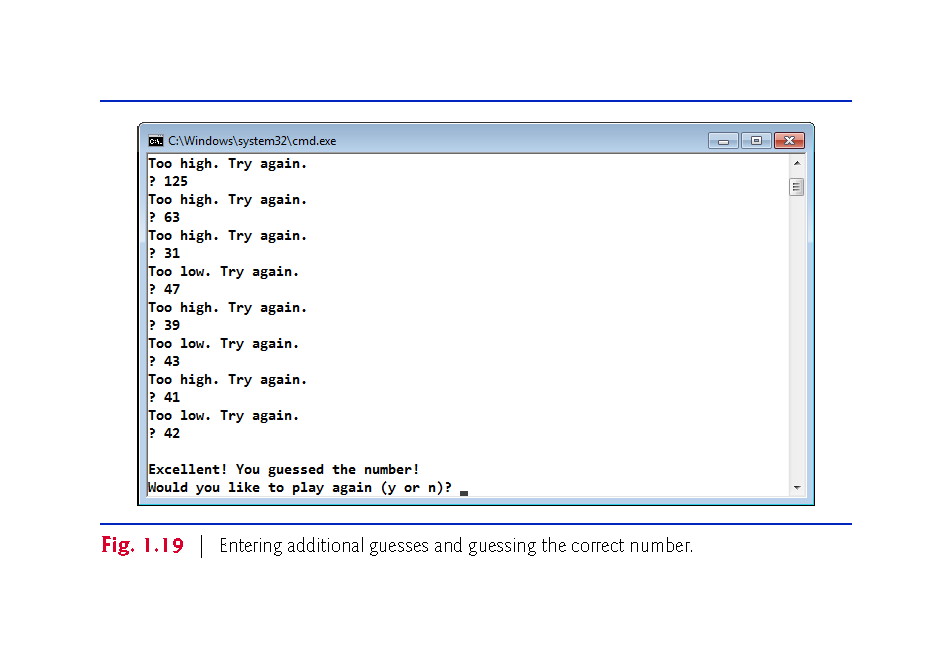 C:\Windows\system32\cmd.exe
Too high. Try again.
? 125
Too high. Try again.
? 63
Too high. Try again.
? 31
Too low. Try again.
? 47
Too high. Try again.
? 39
Too low. Try again.
? 43
Too high. Try again.
? 41
Too low. Try again.
? 42
Excellent! You guessed the number!
Would you like to play again (y or n)? _
Fig. 1.19 | Entering additional guesses and guessing the correct number.